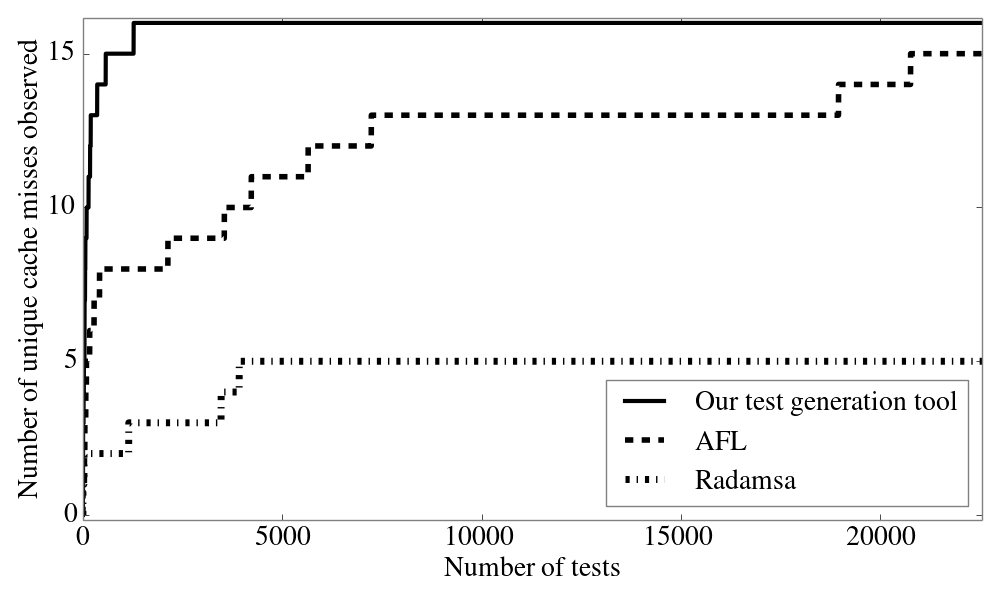 Number of unique cache misses observed
15
10
5
0
0 5000 10000 15000 20000
Number of tests
Our test generation tool
AFL
Radamsa